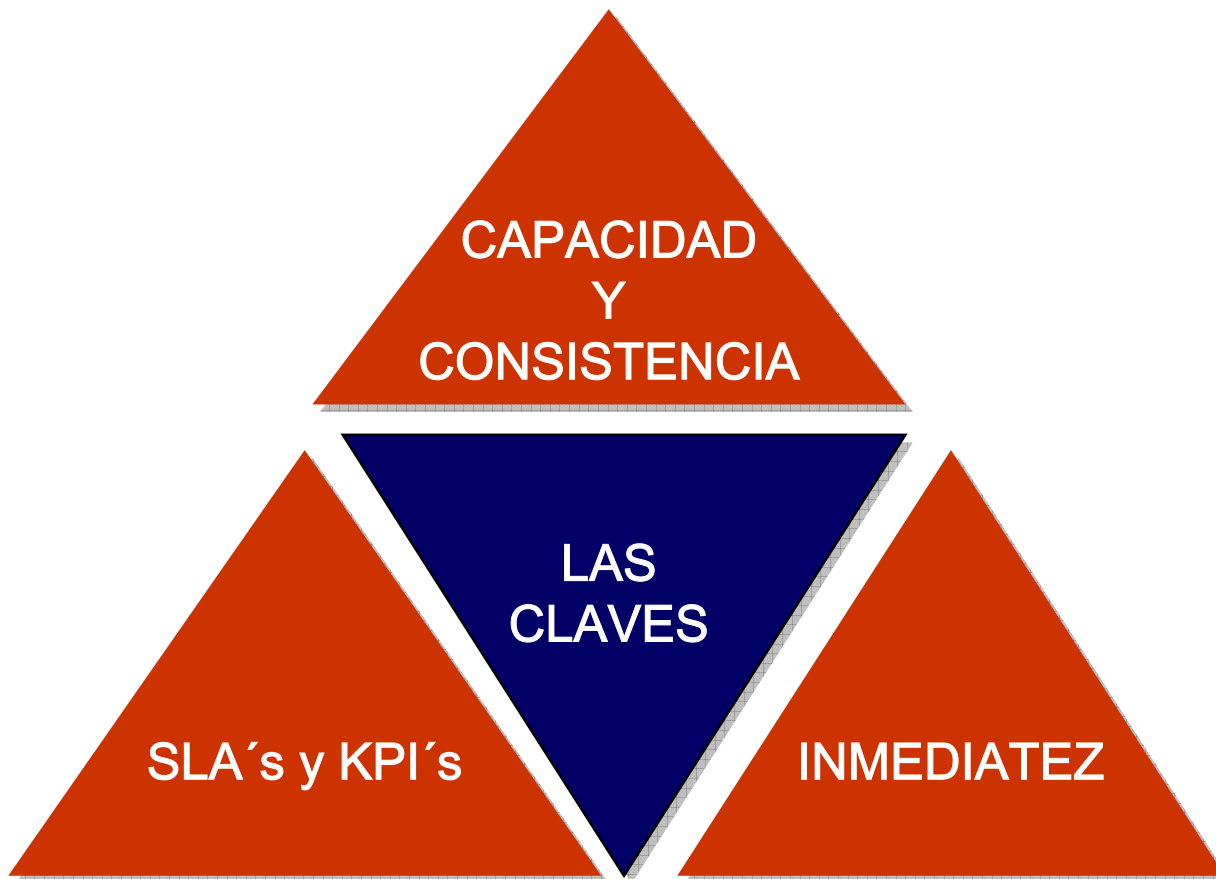 CAPACIDAD
Y
CONSISTENCIA
LAS
CLAVES
SLA´s y KPI´s
INMEDIATEZ